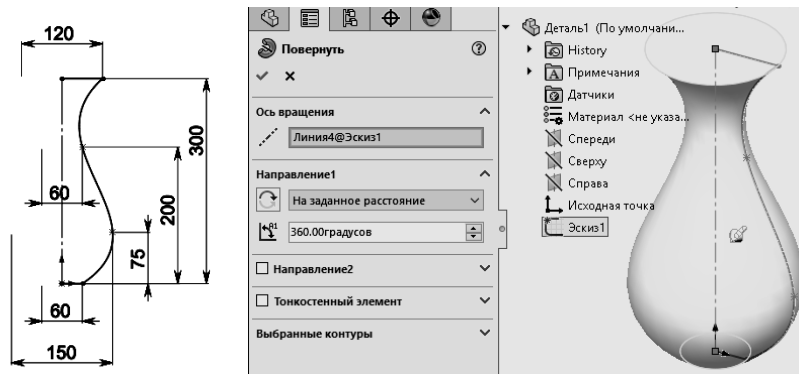 120
300
60
200
75
60
150
Повернуть
Ось вращения
Линия4@Эскиз1
Направление1
На заданное расстояние
A1
360.00градусов
Направление2
Тонкостенный элемент
Выбранные контуры
Деталь1 (По умолчани...
History
A Примечания
Датчики
Материал <не указа...
Спереди
Сверху
Справа
Исходная точка
Эскиз1